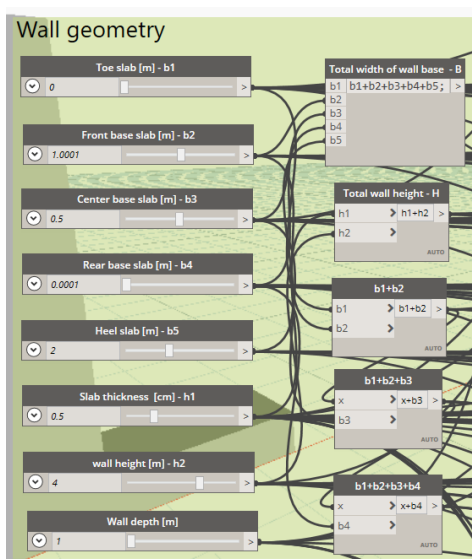 Wall geometry
Toe slab [m] - b1
0 >
Front base slab [m] - b2
1.0001 >
Center base slab [m] - b3
0.5 >
Rear base slab [m] - b4
0.0001 >
Heel slab [m] - b5
2 >
Slab thickness [cm] - h1
0.5 >
wall height [m] - h2
4 >
Wall depth [m]
1 >
Total width of wall base - B
b1 b1+b2+b3+b4+b5; >
b2
b3
b4
b5
Total wall height - H
h1 > h1+h2 >
h2 >
AUTO
b1+b2
b1 > b1+b2 >
b2 >
AUTO
b1+b2+b3
x > x+b3 >
b3 >
AUTO
b1+b2+b3+b4
x > x+b4 >
b4 >
AUTO